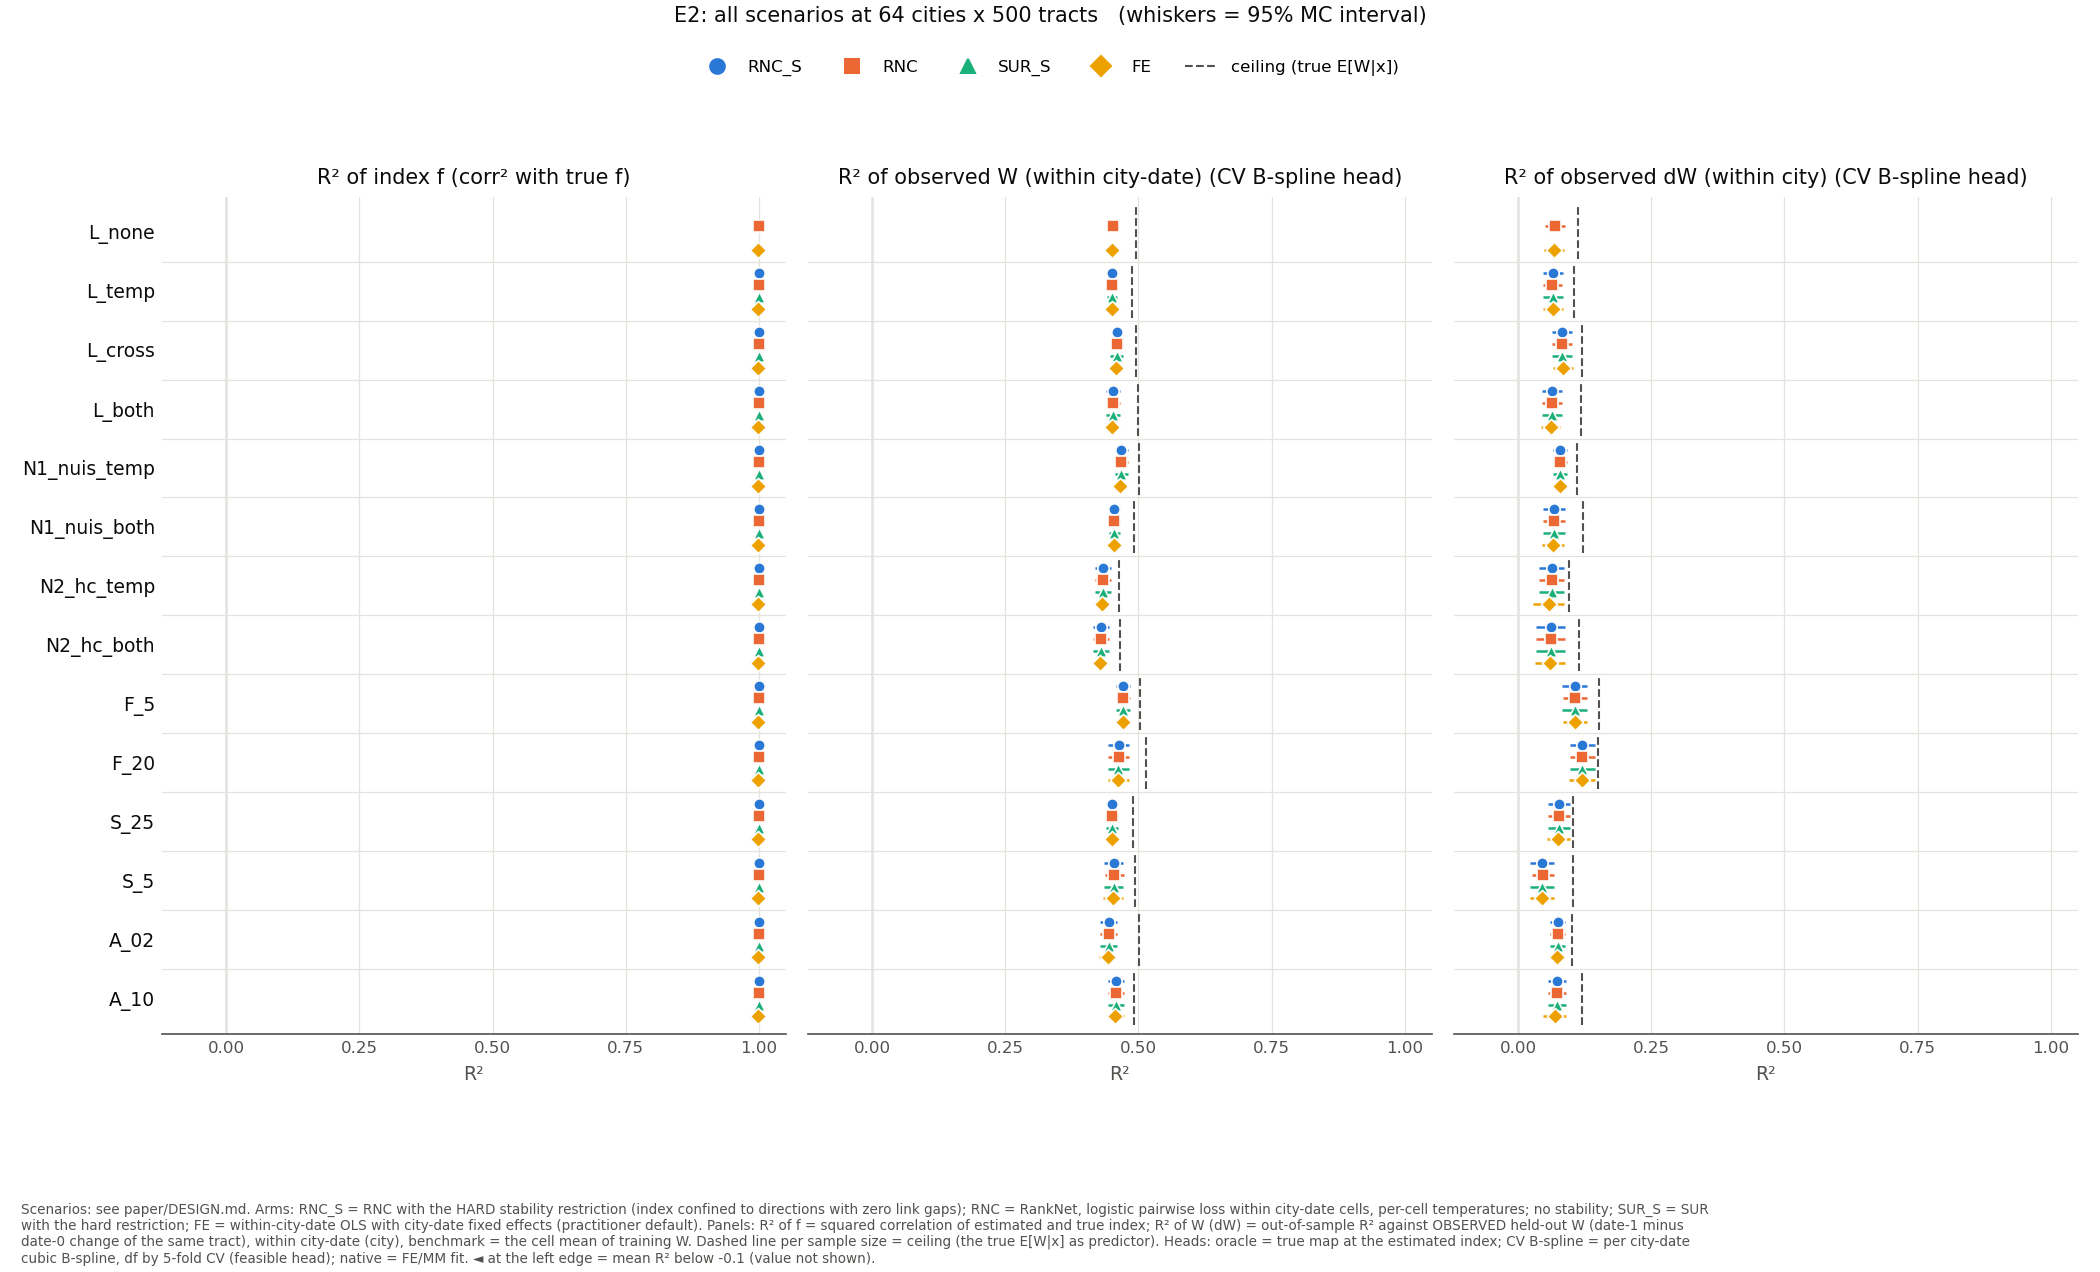 E2: all scenarios at 64 cities x 500 tracts   (whiskers = 95% MC interval)
RNC_S   RNC   SUR_S   FE   ceiling (true E[W|x])
R² of index f (corr² with true f)   R² of observed W (within city-date) (CV B-spline head)   R² of observed dW (within city) (CV B-spline head)
L_none
L_temp
L_cross
L_both
N1_nuis_temp
N1_nuis_both
N2_hc_temp
N2_hc_both
F_5
F_20
S_25
S_5
A_02
A_10
0.00 0.25 0.50 0.75 1.00   0.00 0.25 0.50 0.75 1.00   0.00 0.25 0.50 0.75 1.00
R²   R²   R²
Scenarios: see paper/DESIGN.md. Arms: RNC_S = RNC with the HARD stability restriction (index confined to directions with zero link gaps); RNC = RankNet, logistic pairwise loss within city-date cells, per-cell temperatures; no stability; SUR_S = SUR
with the hard restriction; FE = within-city-date OLS with city-date fixed effects (practitioner default). Panels: R² of f = squared correlation of estimated and true index; R² of W (dW) = out-of-sample R² against OBSERVED held-out W (date-1 minus
date-0 change of the same tract), within city-date (city), benchmark = the cell mean of training W. Dashed line per sample size = ceiling (the true E[W|x] as predictor). Heads: oracle = true map at the estimated index; CV B-spline = per city-date
cubic B-spline, df by 5-fold CV (feasible head); native = FE/MM fit. ◄ at the left edge = mean R² below -0.1 (value not shown).